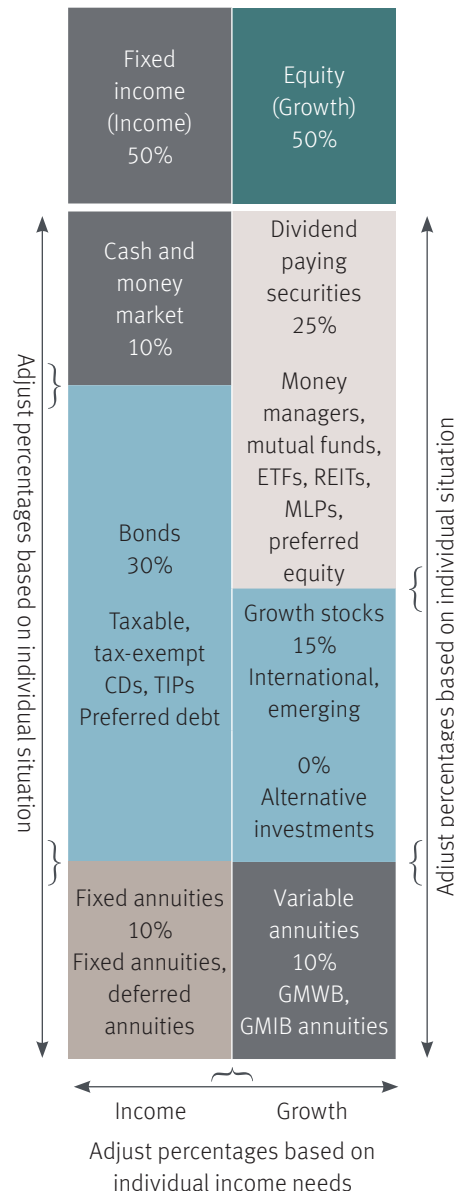 Fixed
income
(Income)
50%
Equity
(Growth)
50%
Adjust percentages based on individual situation
Cash and
money
market
10%
Bonds
30%
Taxable,
tax-exempt
CDs, TIPs
Preferred debt
Fixed annuities
10%
Fixed annuities,
deferred
annuities
Dividend
paying
securities
25%
Money
managers,
mutual funds,
ETFs, REITs,
MLPs,
preferred
equity
Growth stocks
15%
International,
emerging
0%
Alternative
investments
Variable
annuities
10%
GMWB,
GMIB annuities
Adjust percentages based on individual situation
Income
Growth
Adjust percentages based on
individual income needs